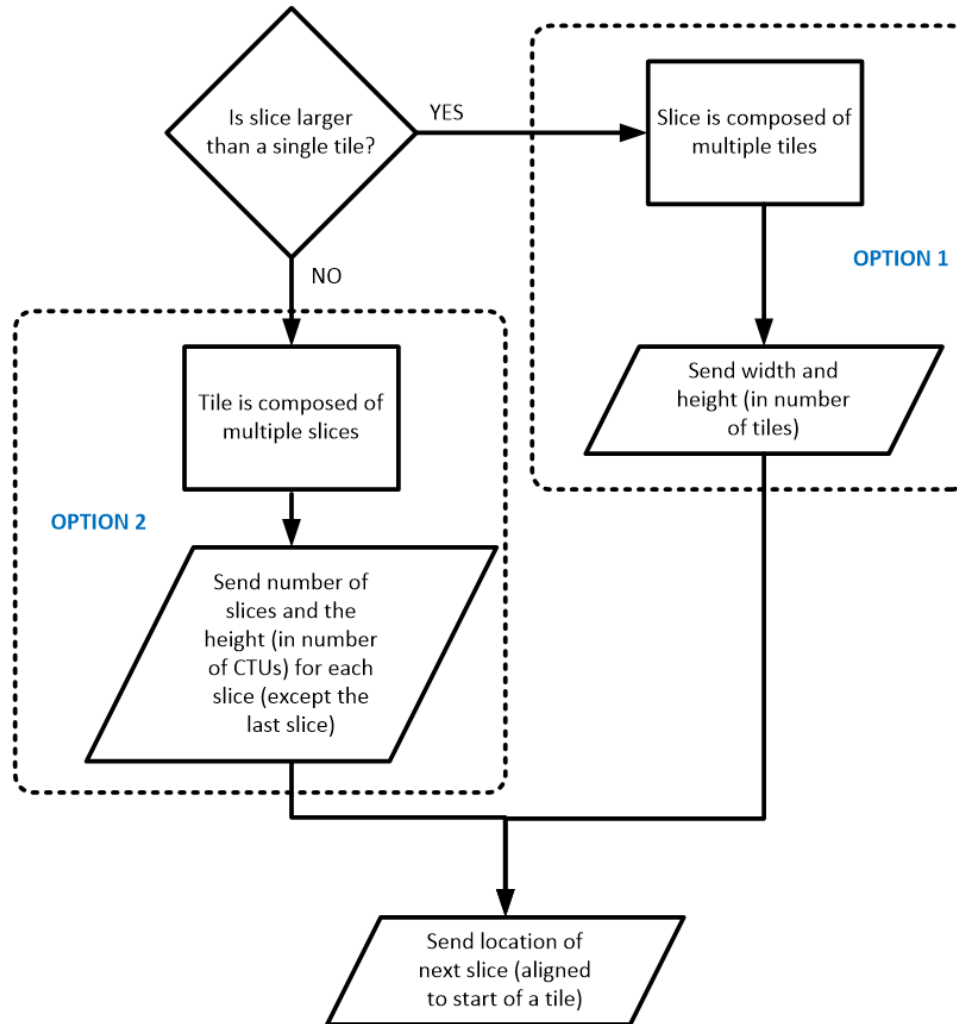 Is slice larger
than a single tile?
YES
Slice is composed of
multiple tiles
OPTION 1
NO
Send width and
height (in number
of tiles)
Tile is composed of
multiple slices
OPTION 2
Send number of
slices and the
height (in number
of CTUs) for each
slice (except the
last slice)
Send location of
next slice (aligned
to start of a tile)